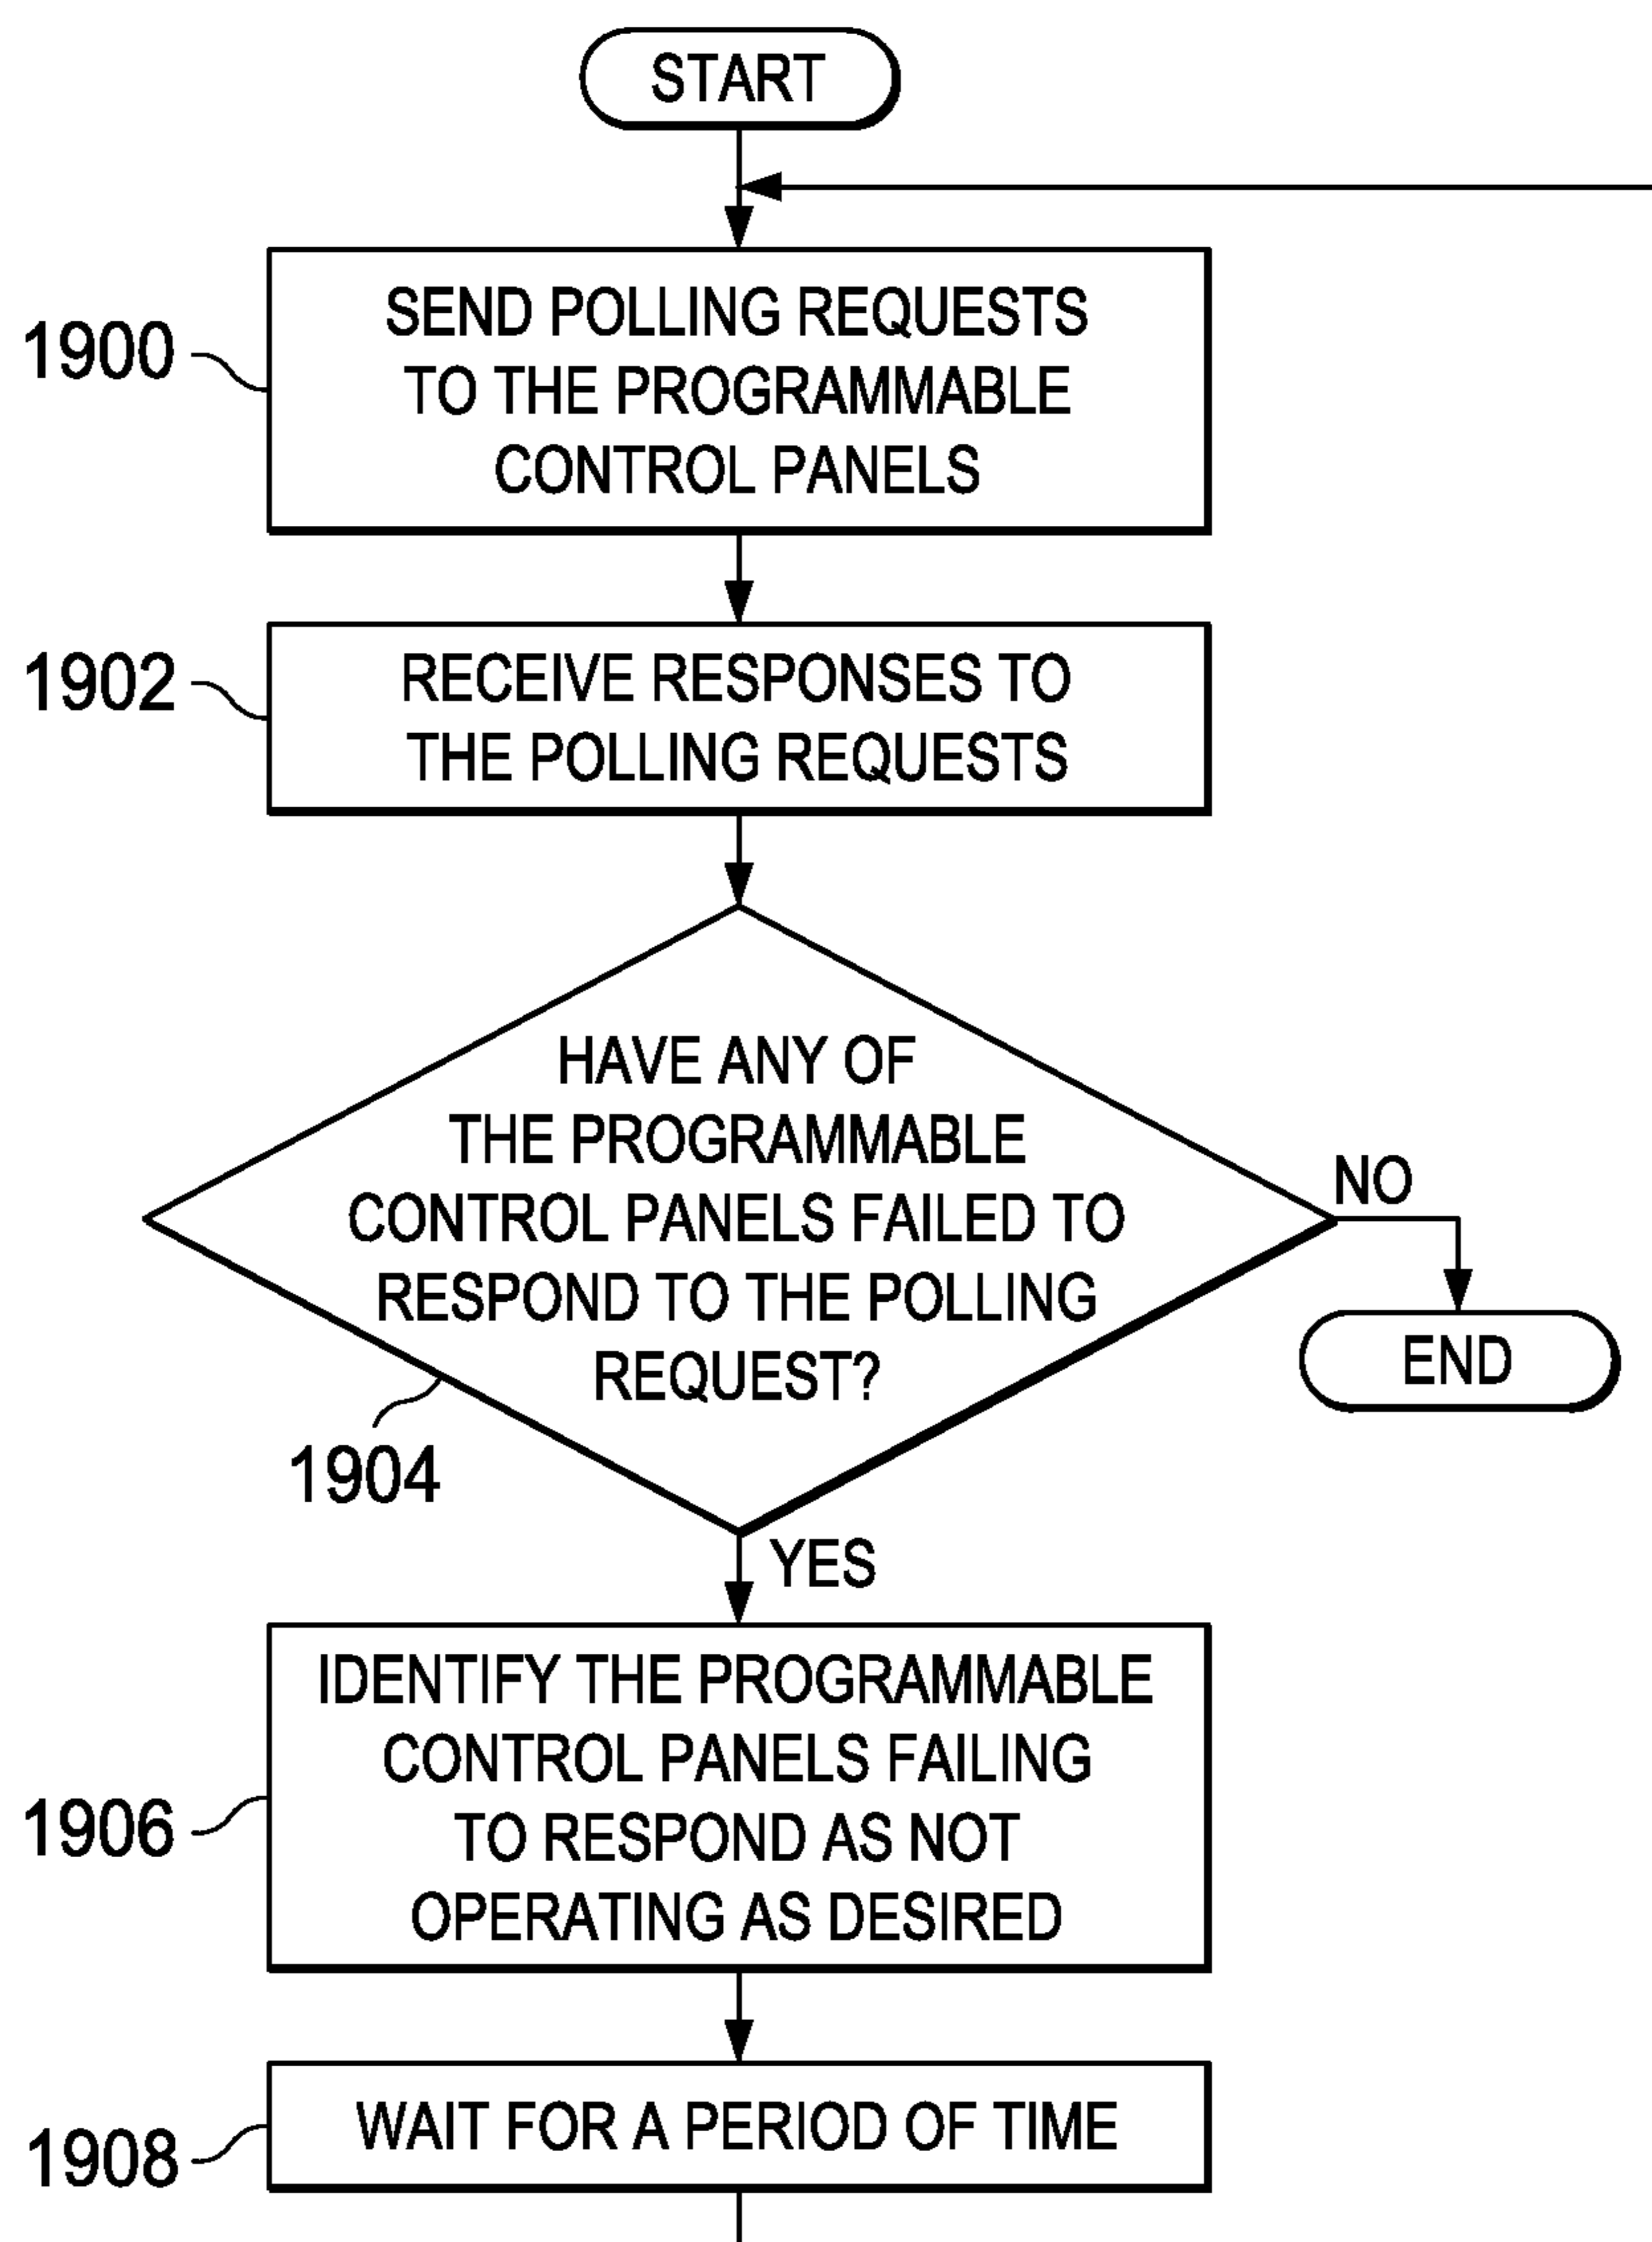 START
1900
SEND POLLING REQUESTS
TO THE PROGRAMMABLE
CONTROL PANELS
1902
RECEIVE RESPONSES TO
THE POLLING REQUESTS
HAVE ANY OF
THE PROGRAMMABLE
CONTROL PANELS FAILED TO
RESPOND TO THE POLLING
REQUEST?
NO
END
1904
YES
1906
IDENTIFY THE PROGRAMMABLE
CONTROL PANELS FAILING
TO RESPOND AS NOT
OPERATING AS DESIRED
1908
WAIT FOR A PERIOD OF TIME